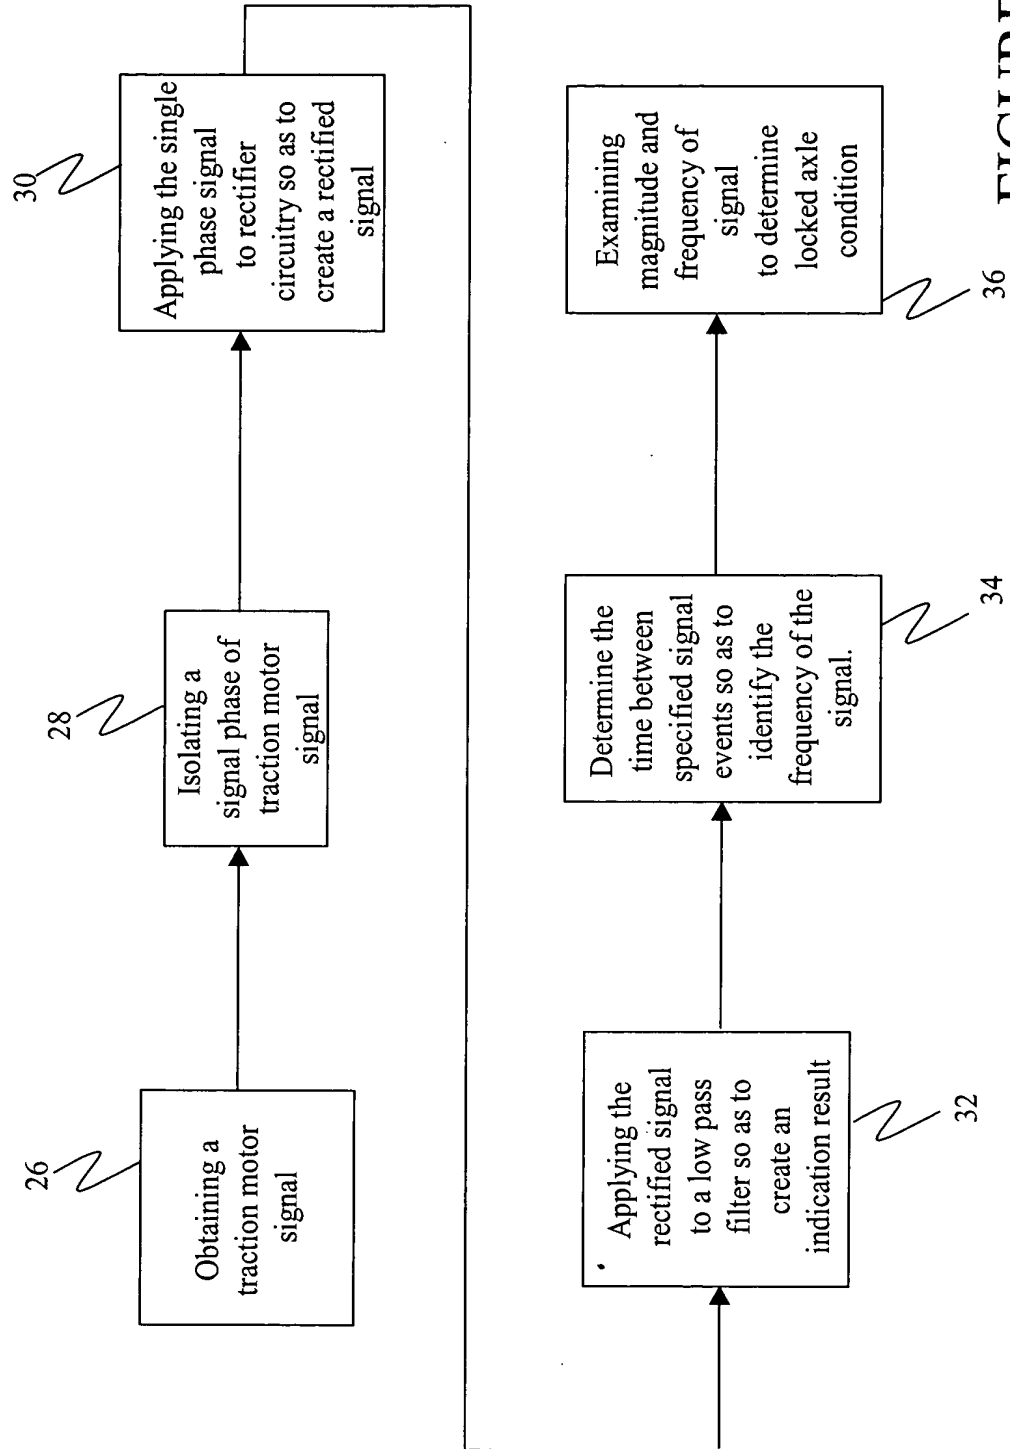 26
Obtaining a
traction motor
signal
28
Isolating a
signal phase of
traction motor
signal
30
Applying the single
phase signal
to rectifier
circuitry so as to
create a rectified
signal
Applying the
rectified signal
to a low pass
filter so as to
create an
indication result
32
Determine the
time between
specified signal
events so as to
identify the
frequency of the
signal.
34
Examining
magnitude and
frequency of
signal
to determine
locked axle
condition
36
FIGURE